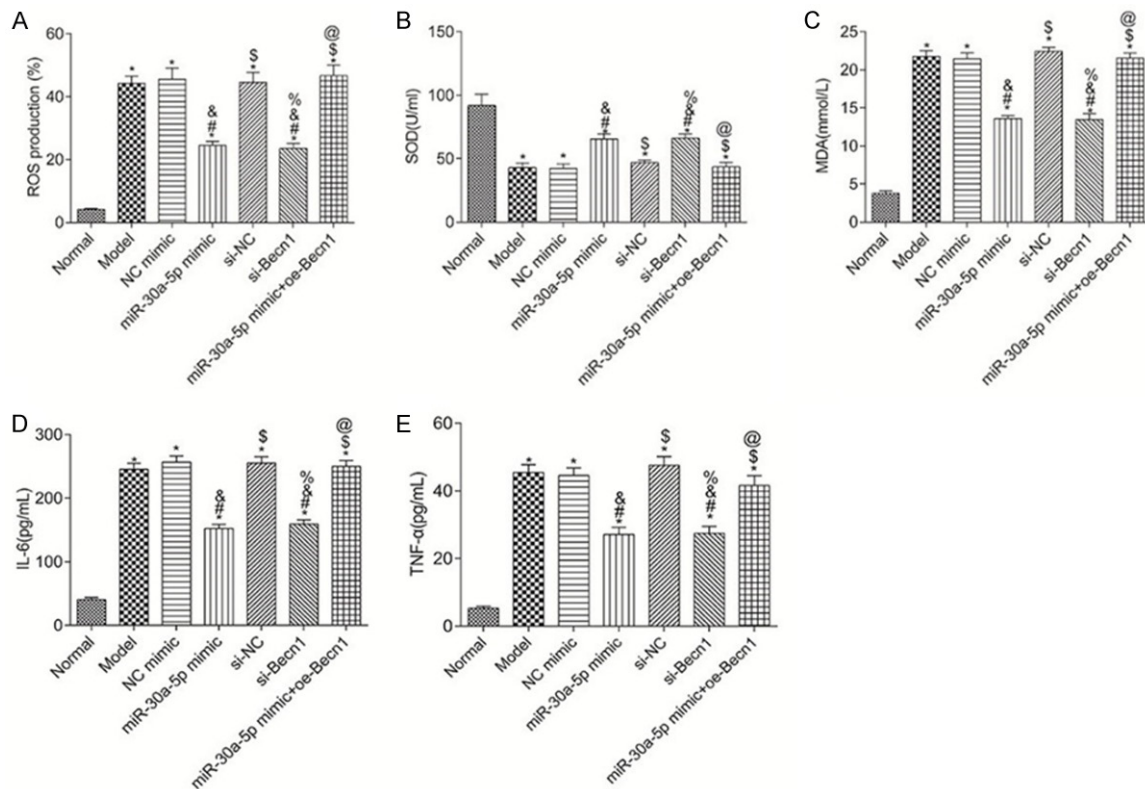 A
ROS production (%)
60
40
20
0
@
$
*
%
&
#
*
$
*
&
#
*
*
*
Normal
Model
NC mimic
miR-30a-5p mimic
si-NC
si-Becn1
miR-30a-5p mimic+oe-Becn1
B
SOD(U/ml)
150
100
50
0
*
*
&
#
*
$
*
%
&
#
*
@
$
*
Normal
Model
NC mimic
miR-30a-5p mimic
si-NC
si-Becn1
miR-30a-5p mimic+oe-Becn1
C
MDA(mmol/L)
25
20
15
10
5
0
*
*
&
#
*
$
*
%
&
#
*
@
$
*
Normal
Model
NC mimic
miR-30a-5p mimic
si-NC
si-Becn1
miR-30a-5p mimic+oe-Becn1
D
IL-6(pg/mL)
300
200
100
0
*
*
&
#
*
$
*
%
&
#
*
@
$
*
Normal
Model
NC mimic
miR-30a-5p mimic
si-NC
si-Becn1
miR-30a-5p mimic+oe-Becn1
E
TNF-α(pg/mL)
60
40
20
0
*
*
&
#
*
$
*
%
&
#
*
@
$
*
Normal
Model
NC mimic
miR-30a-5p mimic
si-NC
si-Becn1
miR-30a-5p mimic+oe-Becn1